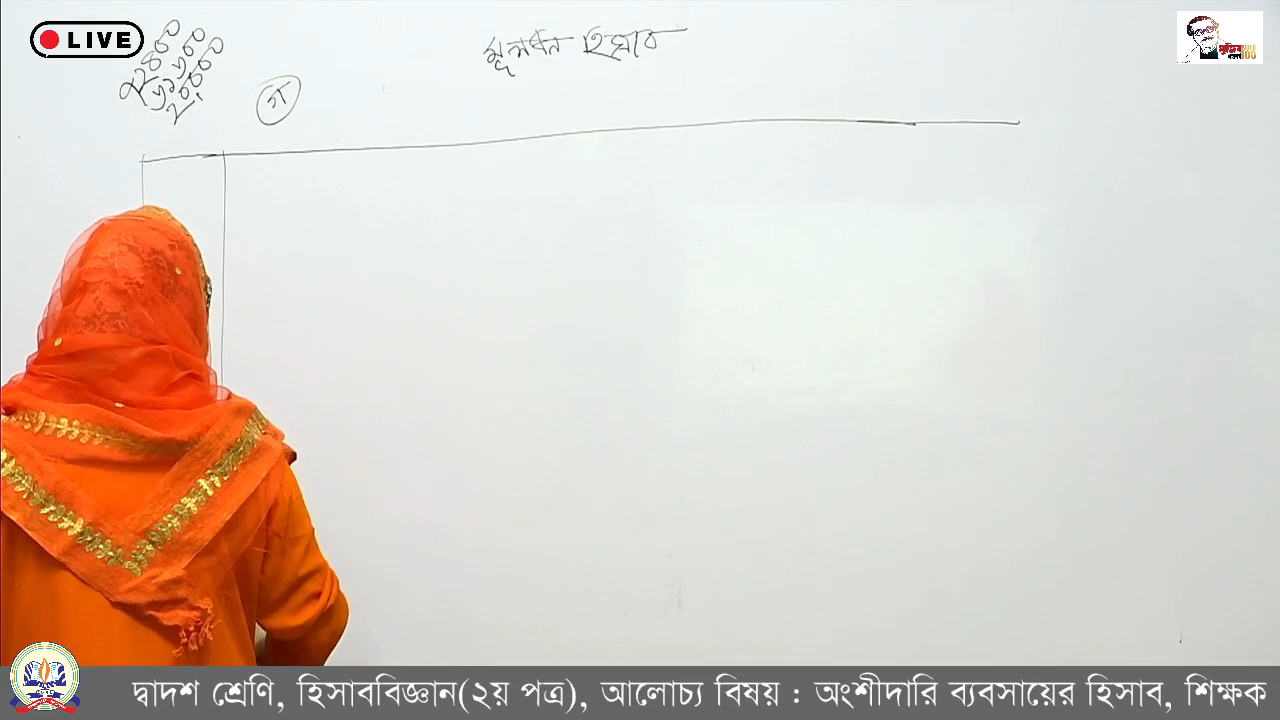 LIVE
মূলধন হিসাব
গ
দ্বাদশ শ্রেণি, হিসাববিজ্ঞান(২য় পত্র), আলোচ্য বিষয় : অংশীদারি ব্যবসায়ের হিসাব, শিক্ষক